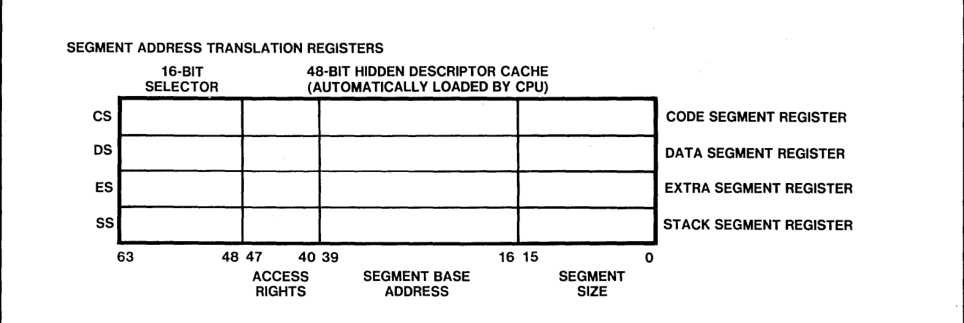 SEGMENT ADDRESS TRANSLATION REGISTERS
16-BIT SELECTOR
48-BIT HIDDEN DESCRIPTOR CACHE
(AUTOMATICALLY LOADED BY CPU)
CS CODE SEGMENT REGISTER
DS DATA SEGMENT REGISTER
ES EXTRA SEGMENT REGISTER
SS STACK SEGMENT REGISTER
63 48 47 40 39 16 15 0
ACCESS RIGHTS
SEGMENT BASE ADDRESS
SEGMENT SIZE